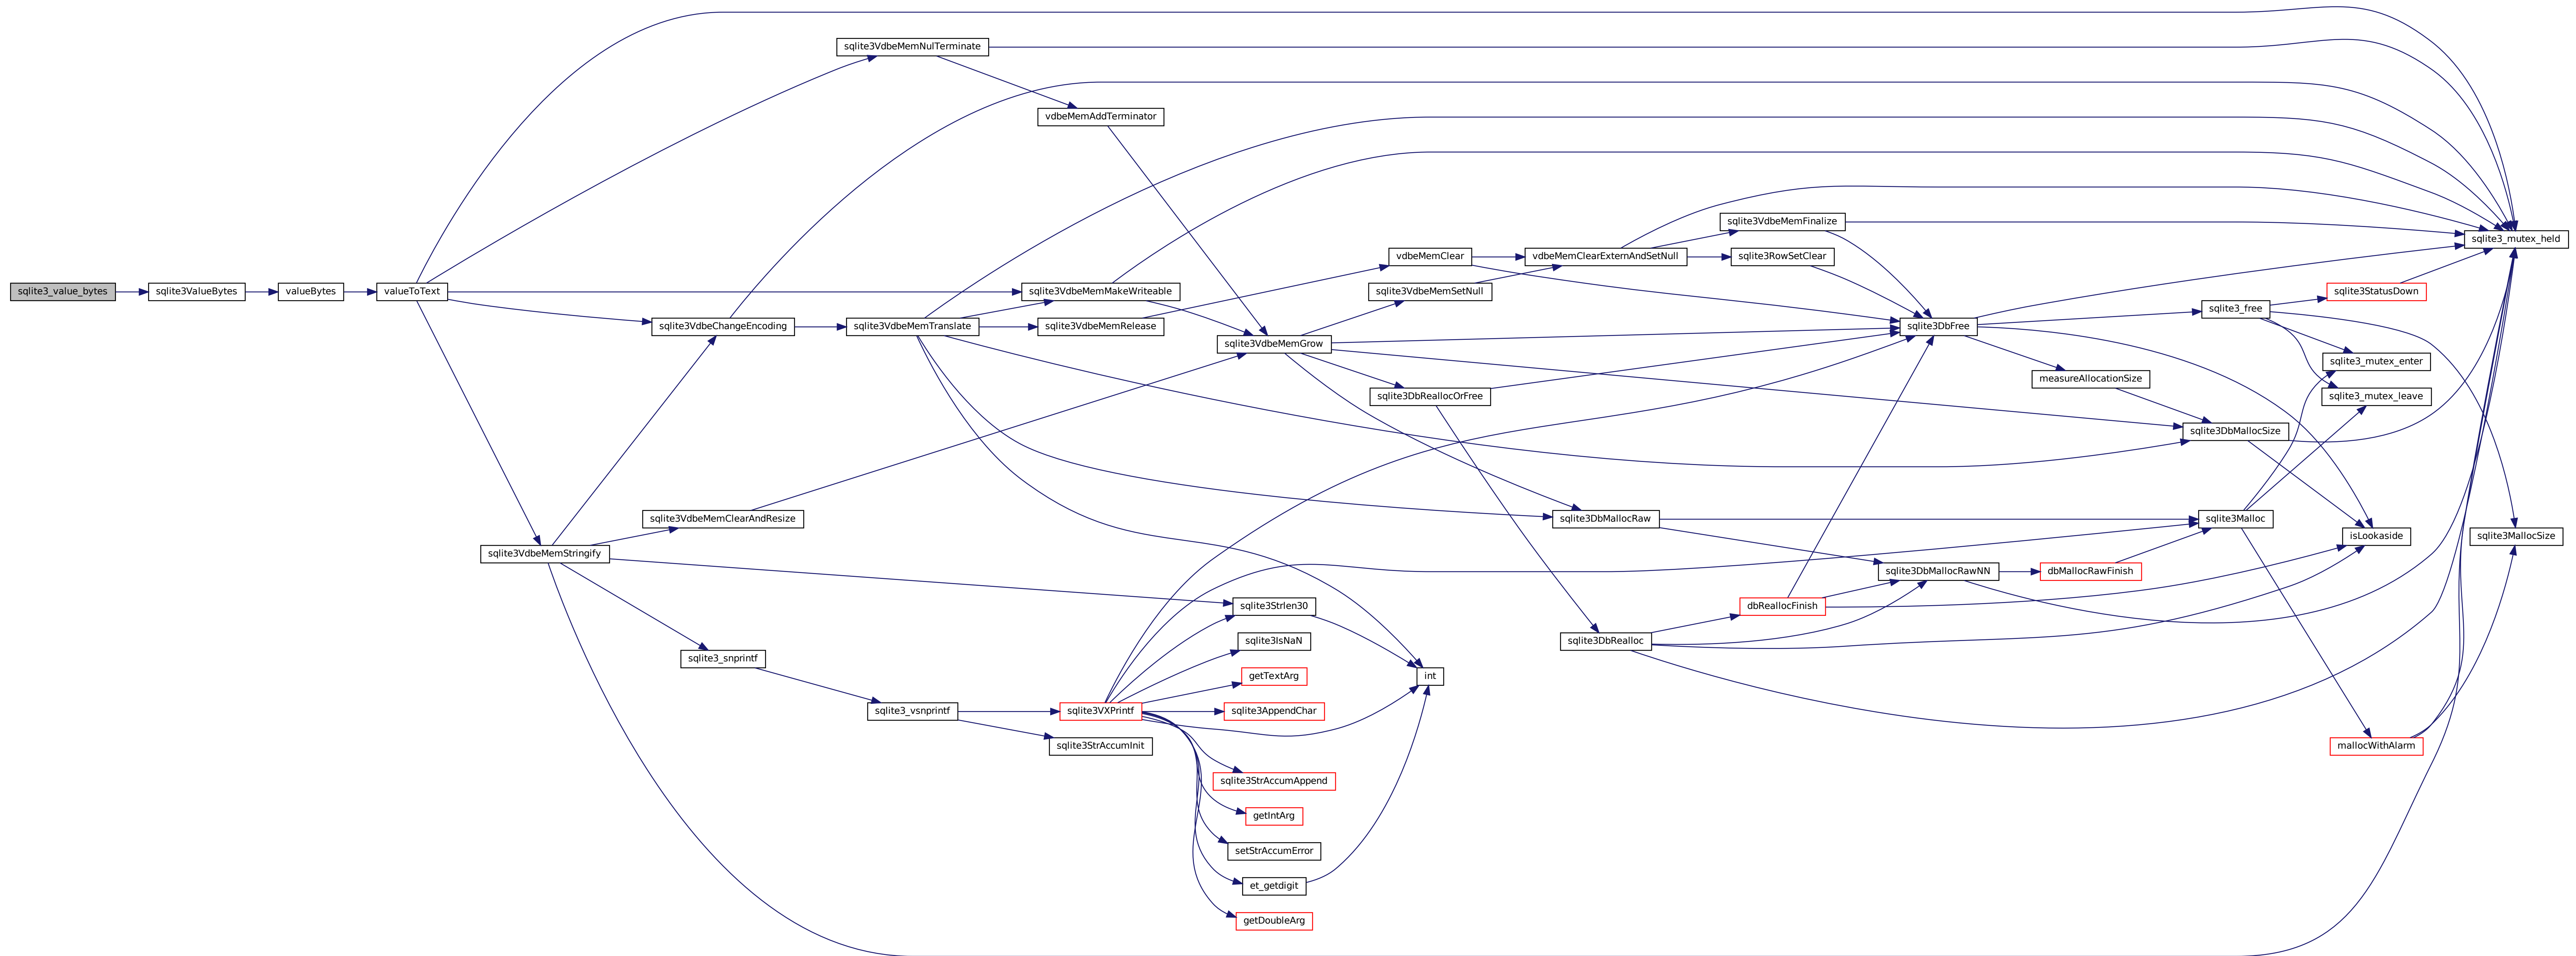 sqlite3_value_bytes
sqlite3ValueBytes
valueBytes
valueToText
sqlite3VdbeMemNulTerminate
vdbeMemAddTerminator
sqlite3VdbeChangeEncoding
sqlite3VdbeMemTranslate
sqlite3VdbeMemMakeWriteable
sqlite3VdbeMemRelease
sqlite3VdbeMemStringify
sqlite3VdbeMemClearAndResize
sqlite3_snprintf
sqlite3_vsnprintf
sqlite3VXPrintf
sqlite3StrAccumInit
sqlite3VdbeMemGrow
sqlite3Strlen30
sqlite3IsNaN
getTextArg
sqlite3AppendChar
sqlite3StrAccumAppend
getIntArg
setStrAccumError
et_getdigit
getDoubleArg
vdbeMemClear
sqlite3VdbeMemSetNull
sqlite3DbReallocOrFree
int
vdbeMemClearExternAndSetNull
sqlite3DbMallocRaw
sqlite3DbRealloc
sqlite3VdbeMemFinalize
sqlite3RowSetClear
dbReallocFinish
sqlite3DbFree
sqlite3DbMallocRawNN
measureAllocationSize
dbMallocRawFinish
sqlite3_free
sqlite3DbMallocSize
sqlite3Malloc
sqlite3StatusDown
sqlite3_mutex_enter
sqlite3_mutex_leave
isLookaside
mallocWithAlarm
sqlite3_mutex_held
sqlite3MallocSize